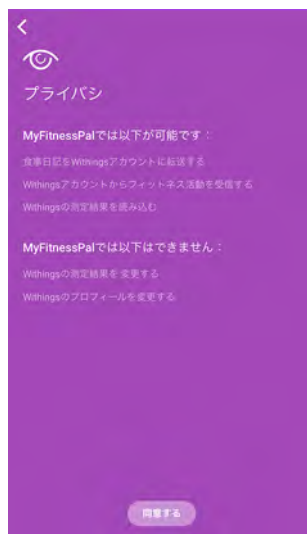 プライバシ
MyFitnessPalでは以下が可能です：
食事日記をWithingsアカウントに転送する
Withingsアカウントからフィットネス活動を受信する
Withingsの測定結果を読み込む
MyFitnessPalでは以下はできません：
Withingsの測定結果を変更する
Withingsのプロフィールを変更する
同意する